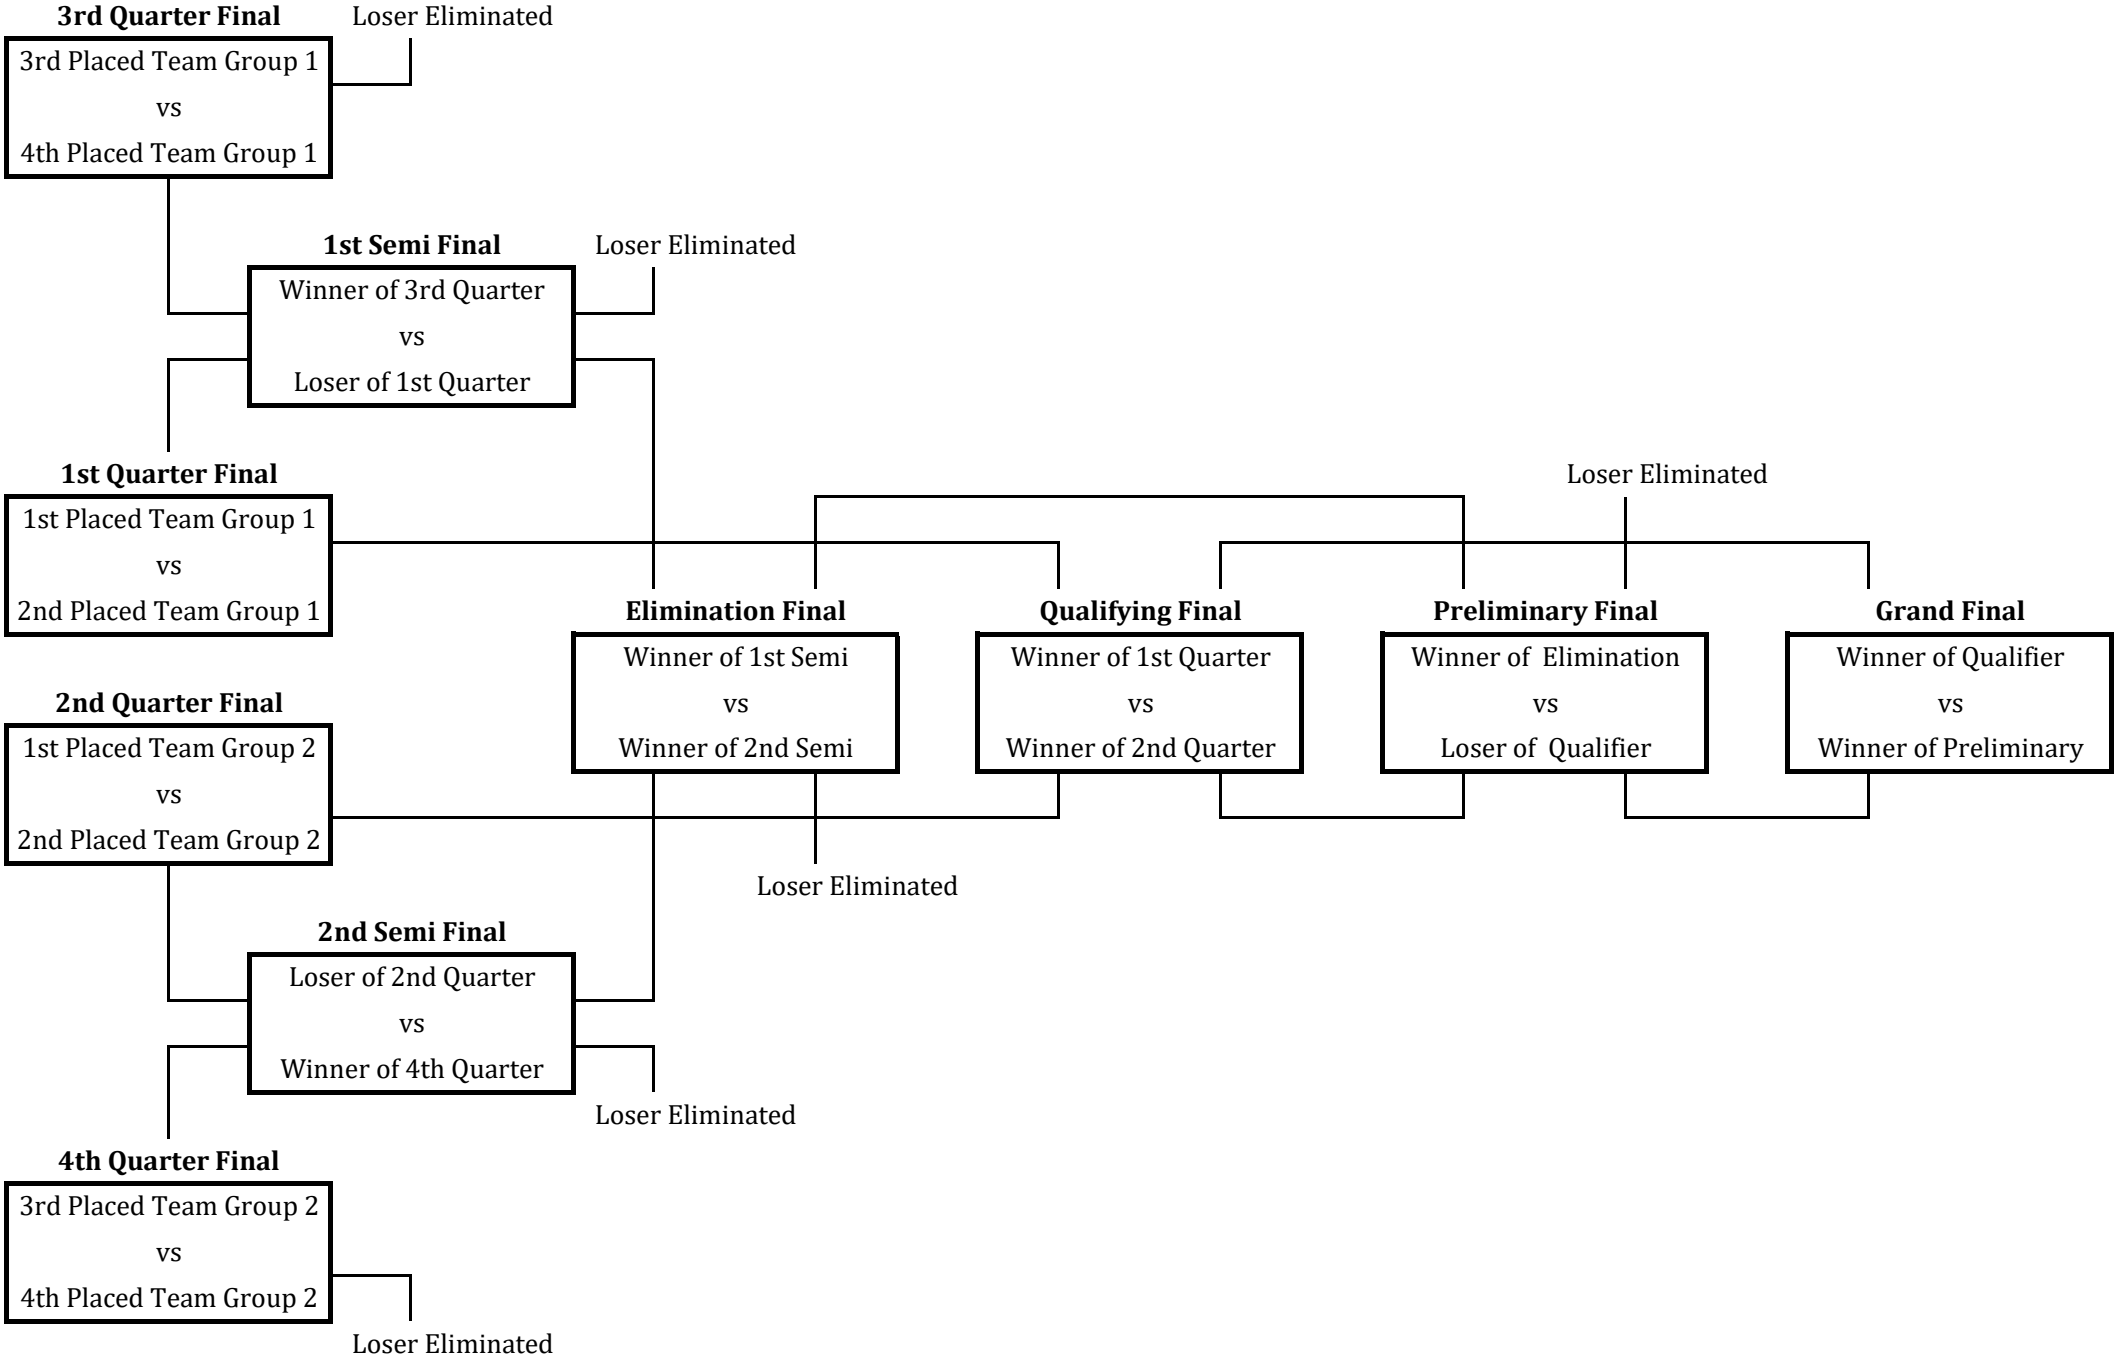 3rd Quarter Final
Loser Eliminated
3rd Placed Team Group 1
vs
4th Placed Team Group 1
1st Semi Final
Loser Eliminated
Winner of 3rd Quarter
vs
Loser of 1st Quarter
1st Quarter Final
1st Placed Team Group 1
vs
2nd Placed Team Group 1
Loser Eliminated
Elimination Final
Winner of 1st Semi
vs
Winner of 2nd Semi
Loser Eliminated
Qualifying Final
Winner of 1st Quarter
vs
Winner of 2nd Quarter
Preliminary Final
Winner of Elimination
vs
Loser of Qualifier
Grand Final
Winner of Qualifier
vs
Winner of Preliminary
2nd Quarter Final
1st Placed Team Group 2
vs
2nd Placed Team Group 2
2nd Semi Final
Loser of 2nd Quarter
vs
Winner of 4th Quarter
Loser Eliminated
4th Quarter Final
3rd Placed Team Group 2
vs
4th Placed Team Group 2
Loser Eliminated